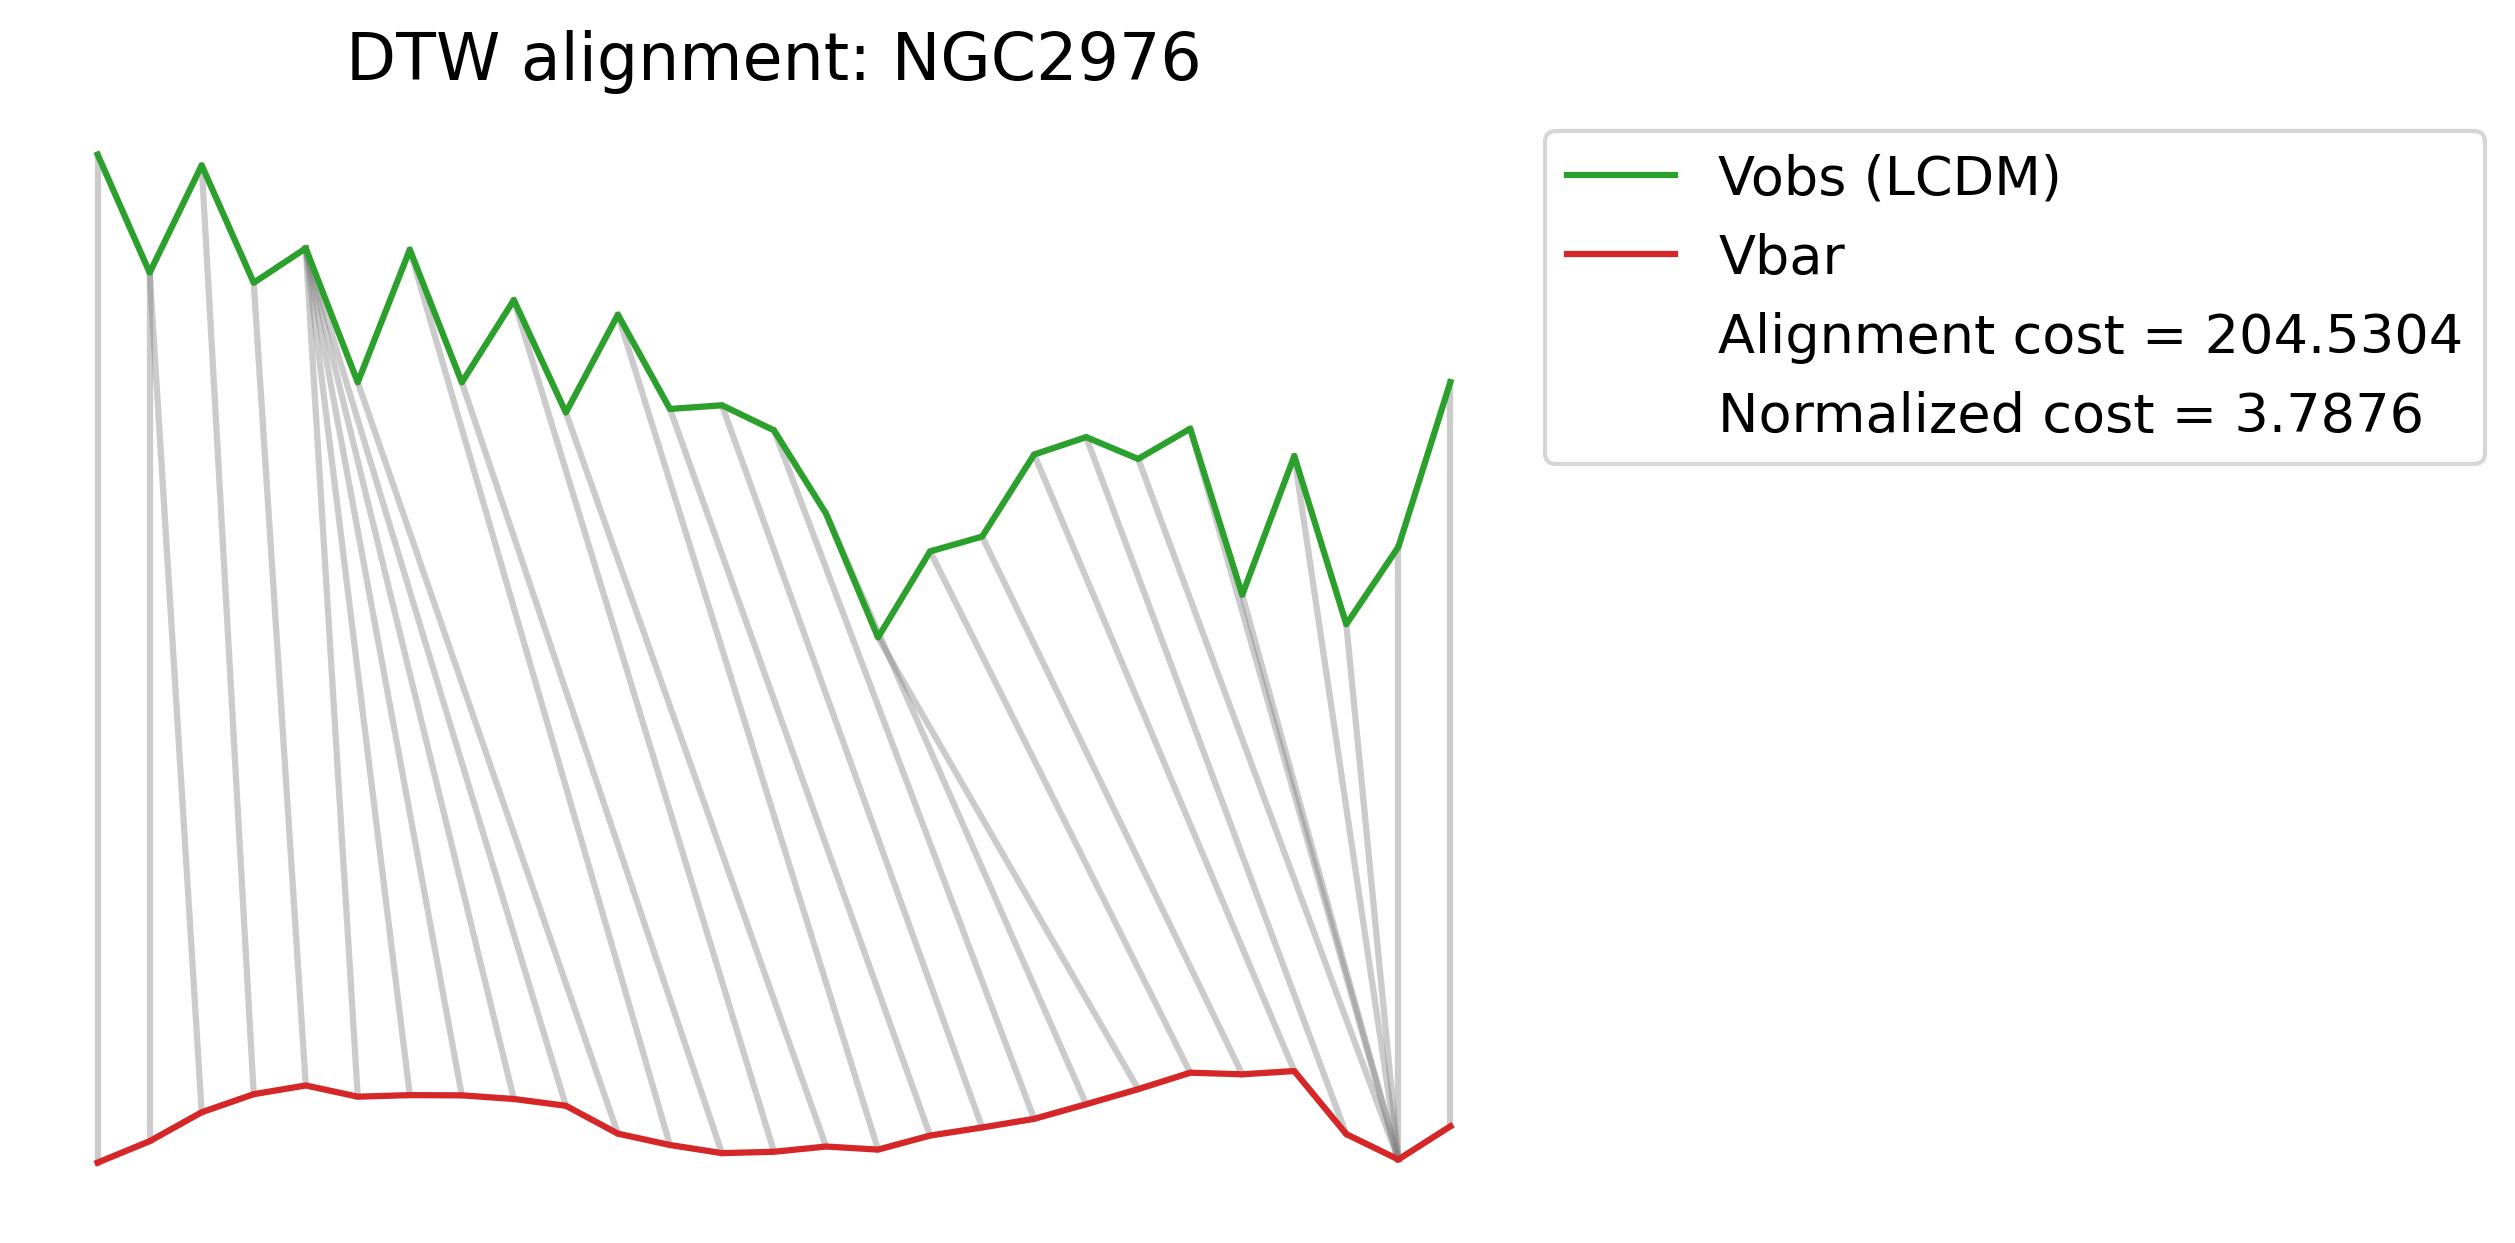 DTW alignment: NGC2976
Vobs (LCDM)
Vbar
Alignment cost = 204.5304
Normalized cost = 3.7876